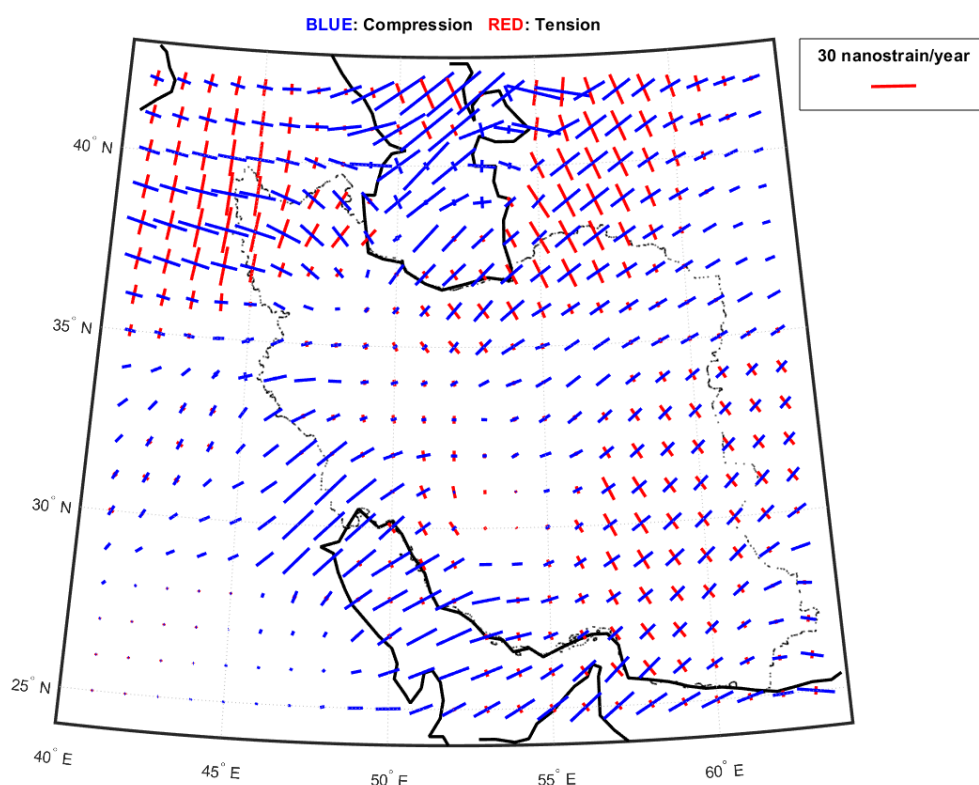 BLUE: Compression RED: Tension
30 nanostrain/year
40° N
35° N
30° N
25° N
40° E
45° E
50° E
55° E
60° E